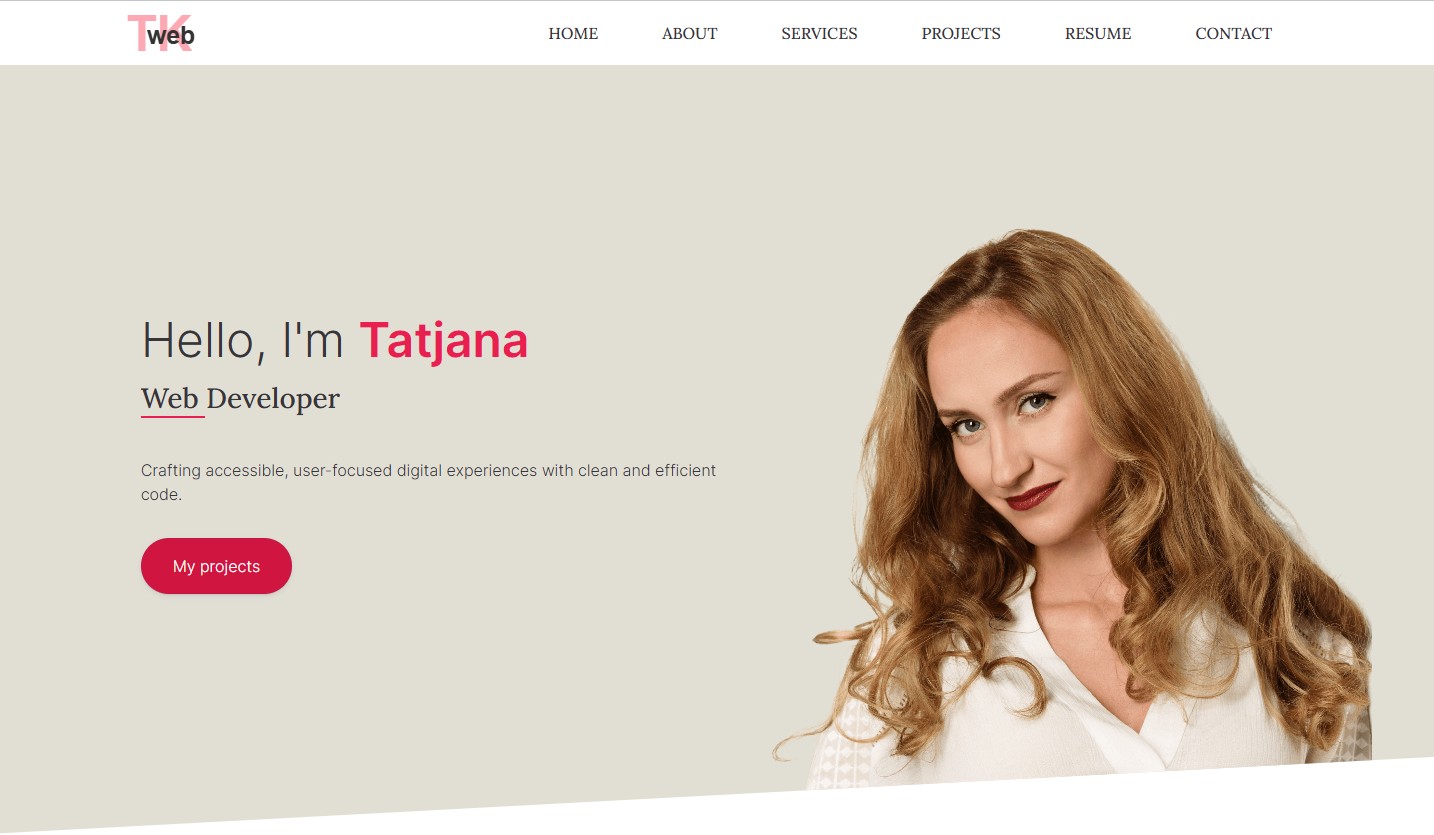 TK
web
HOME ABOUT SERVICES PROJECTS RESUME CONTACT
Hello, I'm Tatjana
Web Developer
Crafting accessible, user-focused digital experiences with clean and efficient
code.
My projects